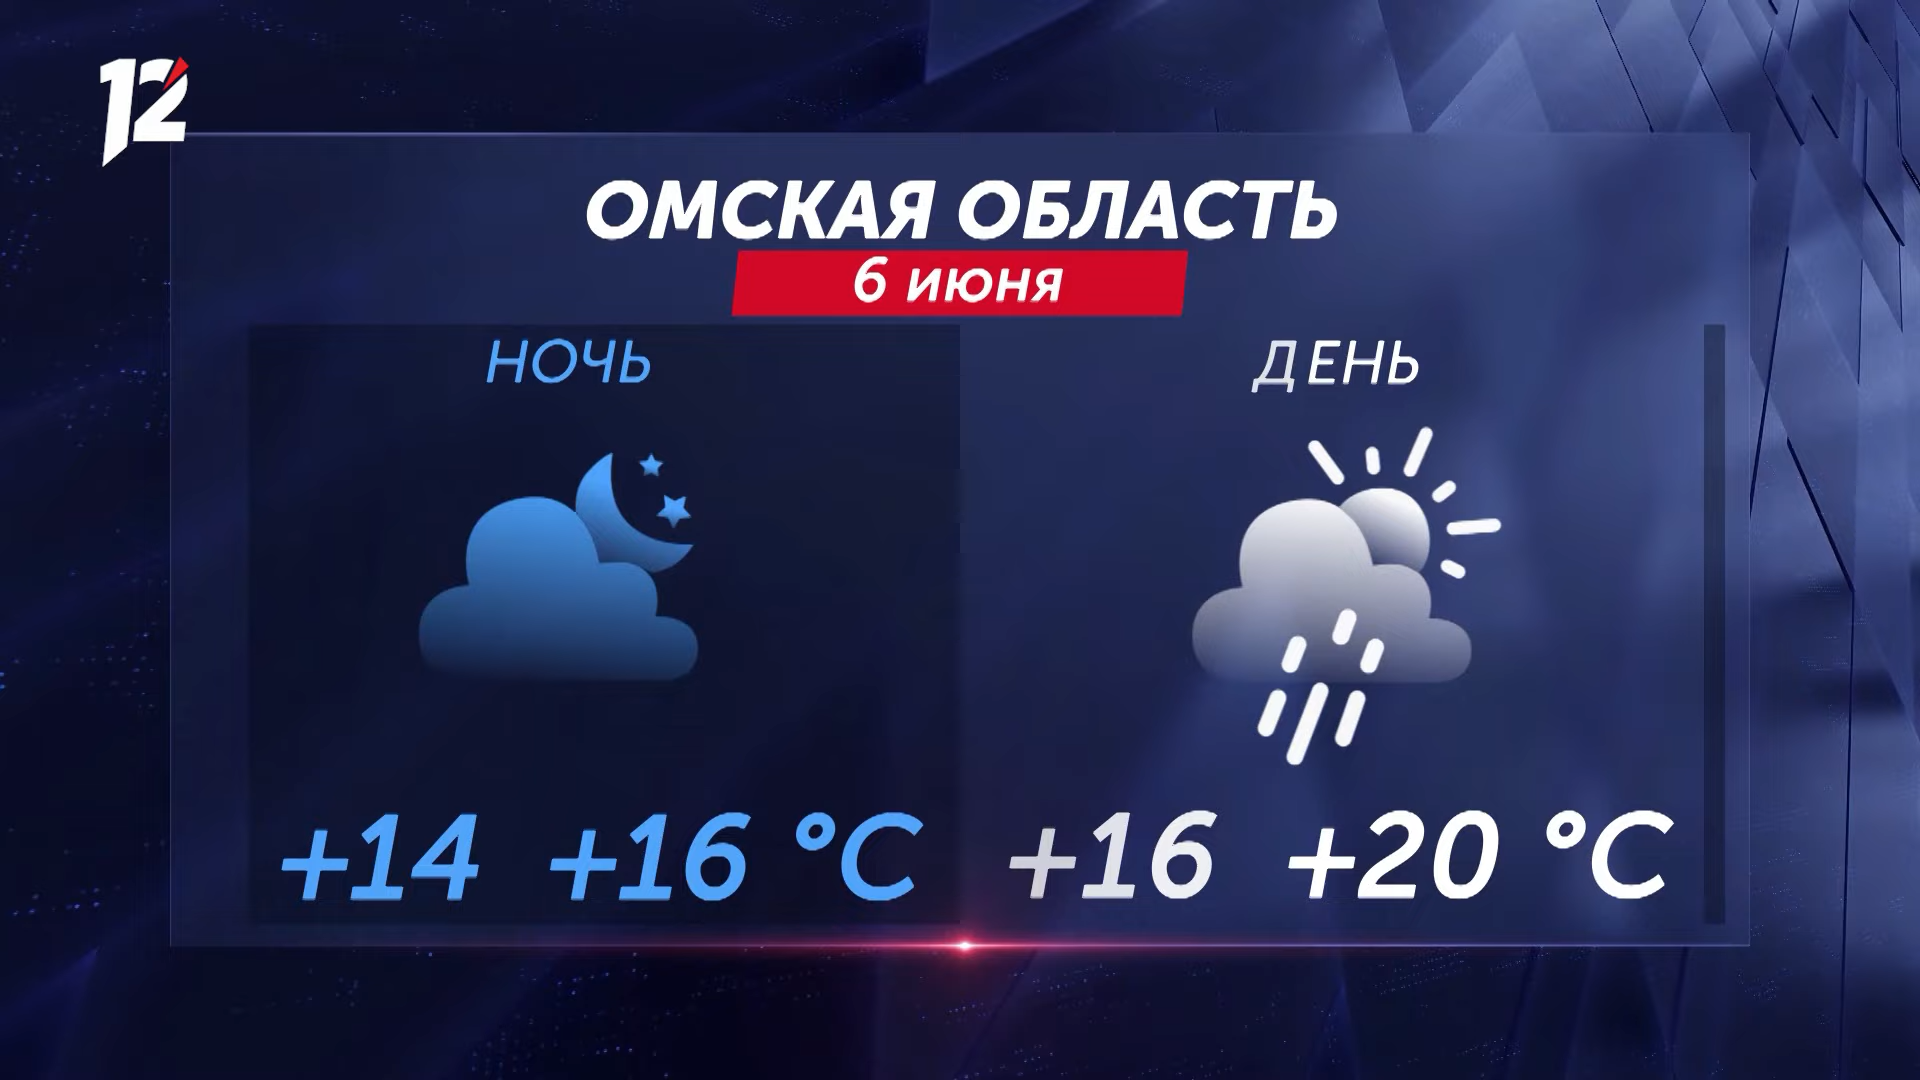 12
ОМСКАЯ ОБЛАСТЬ
6 июня
НОЧЬ
ДЕНЬ
+14 +16 °C
+16 +20 °C